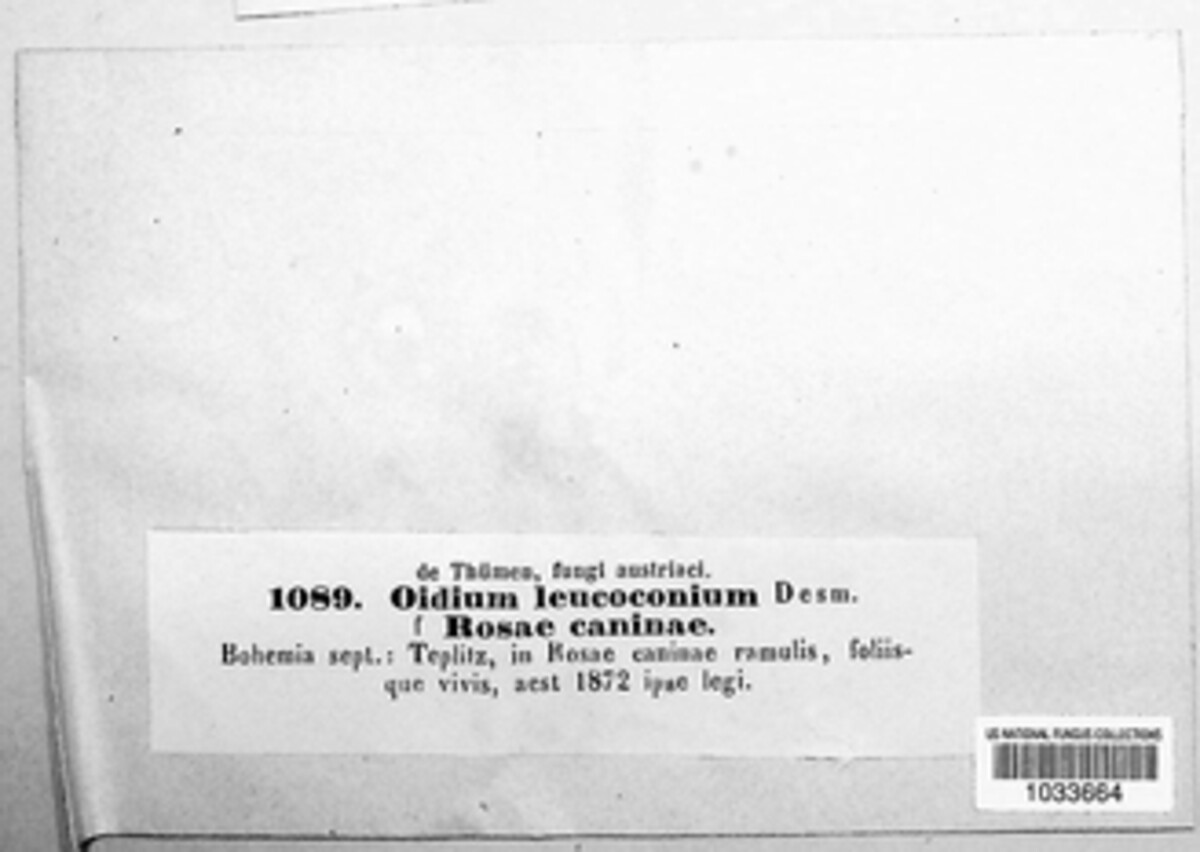 de Thümen, fungi austriaci.
1089. Oidium leucoconium Desm.
f Rosae caninae.
Bohemia sept.: Teplitz, in Rosae caninae ramulis, foliis-
que vivis, aest 1872 ipse legi.
US NATIONAL FUNGUS COLLECTIONS
1033664